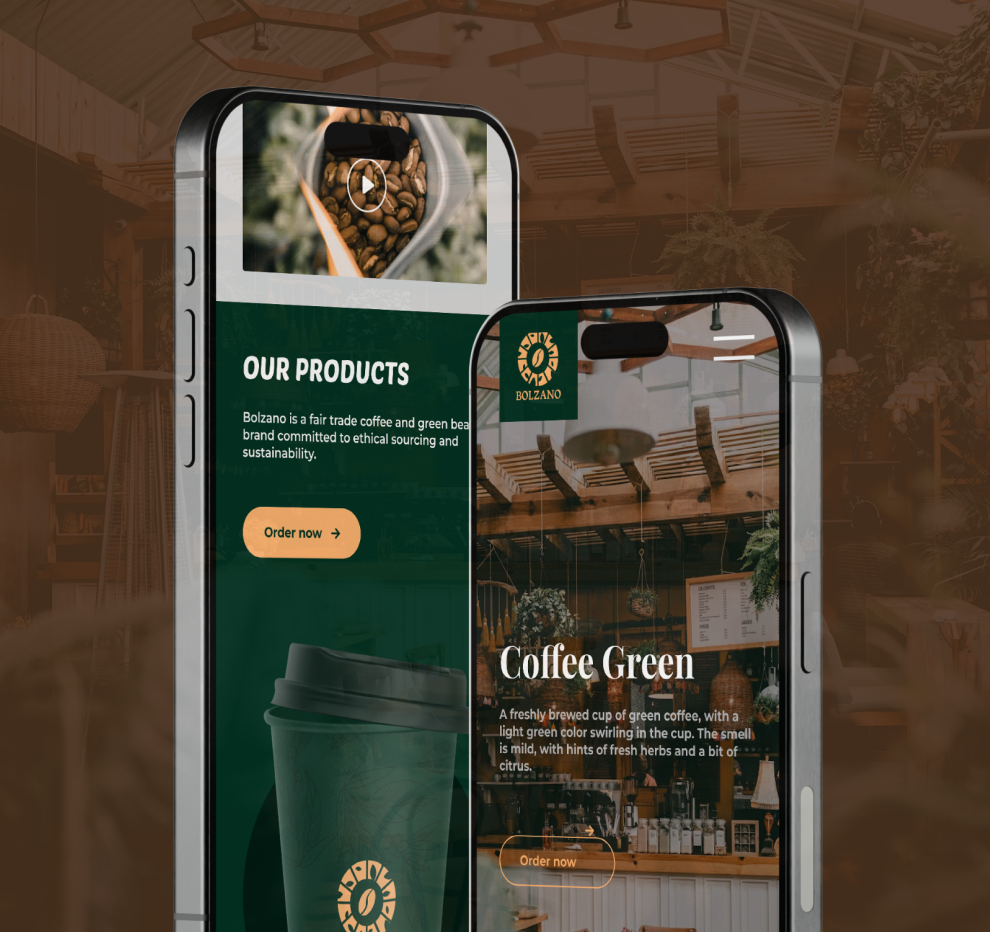 OUR PRODUCTS
Bolzano is a fair trade coffee and green bea
brand committed to ethical sourcing and
sustainability.
Order now →
BOLZANO
Coffee Green
A freshly brewed cup of green coffee, with a
light green color swirling in the cup. The smell
is mild, with hints of fresh herbs and a bit of
citrus.
Order now →